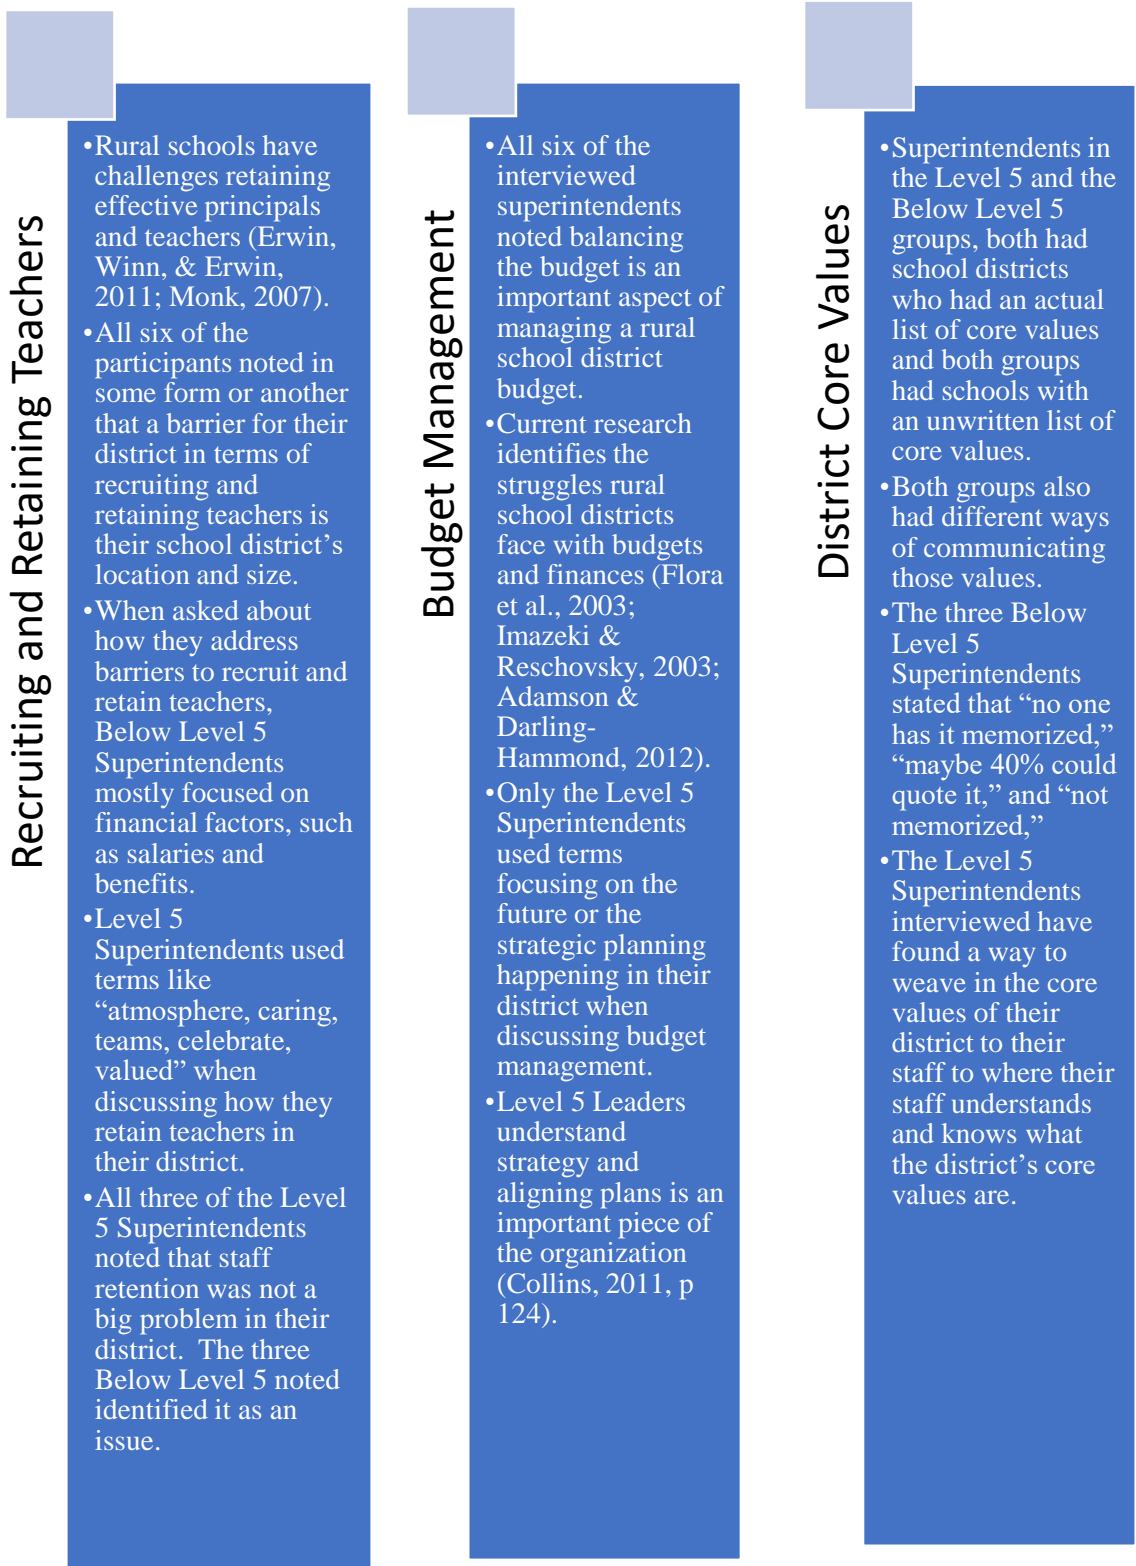 Recruiting and Retaining Teachers
•Rural schools have
challenges retaining
effective principals
and teachers (Erwin,
Winn, & Erwin,
2011; Monk, 2007).
•All six of the
participants noted in
some form or another
that a barrier for their
district in terms of
recruiting and
retaining teachers is
their school district’s
location and size.
•When asked about
how they address
barriers to recruit and
retain teachers,
Below Level 5
Superintendents
mostly focused on
financial factors, such
as salaries and
benefits.
•Level 5
Superintendents used
terms like
“atmosphere, caring,
teams, celebrate,
valued” when
discussing how they
retain teachers in
their district.
•All three of the Level
5 Superintendents
noted that staff
retention was not a
big problem in their
district.  The three
Below Level 5 noted
identified it as an
issue.
Budget Management
•All six of the
interviewed
superintendents
noted balancing
the budget is an
important aspect of
managing a rural
school district
budget.
•Current research
identifies the
struggles rural
school districts
face with budgets
and finances (Flora
et al., 2003;
Imazeki &
Reschovsky, 2003;
Adamson &
Darling-
Hammond, 2012).
•Only the Level 5
Superintendents
used terms
focusing on the
future or the
strategic planning
happening in their
district when
discussing budget
management.
•Level 5 Leaders
understand
strategy and
aligning plans is an
important piece of
the organization
(Collins, 2011, p
124).
District Core Values
•Superintendents in
the Level 5 and the
Below Level 5
groups, both had
school districts
who had an actual
list of core values
and both groups
had schools with
an unwritten list of
core values.
•Both groups also
had different ways
of communicating
those values.
•The three Below
Level 5
Superintendents
stated that “no one
has it memorized,”
“maybe 40% could
quote it,” and “not
memorized,”
•The Level 5
Superintendents
interviewed have
found a way to
weave in the core
values of their
district to their
staff to where their
staff understands
and knows what
the district’s core
values are.